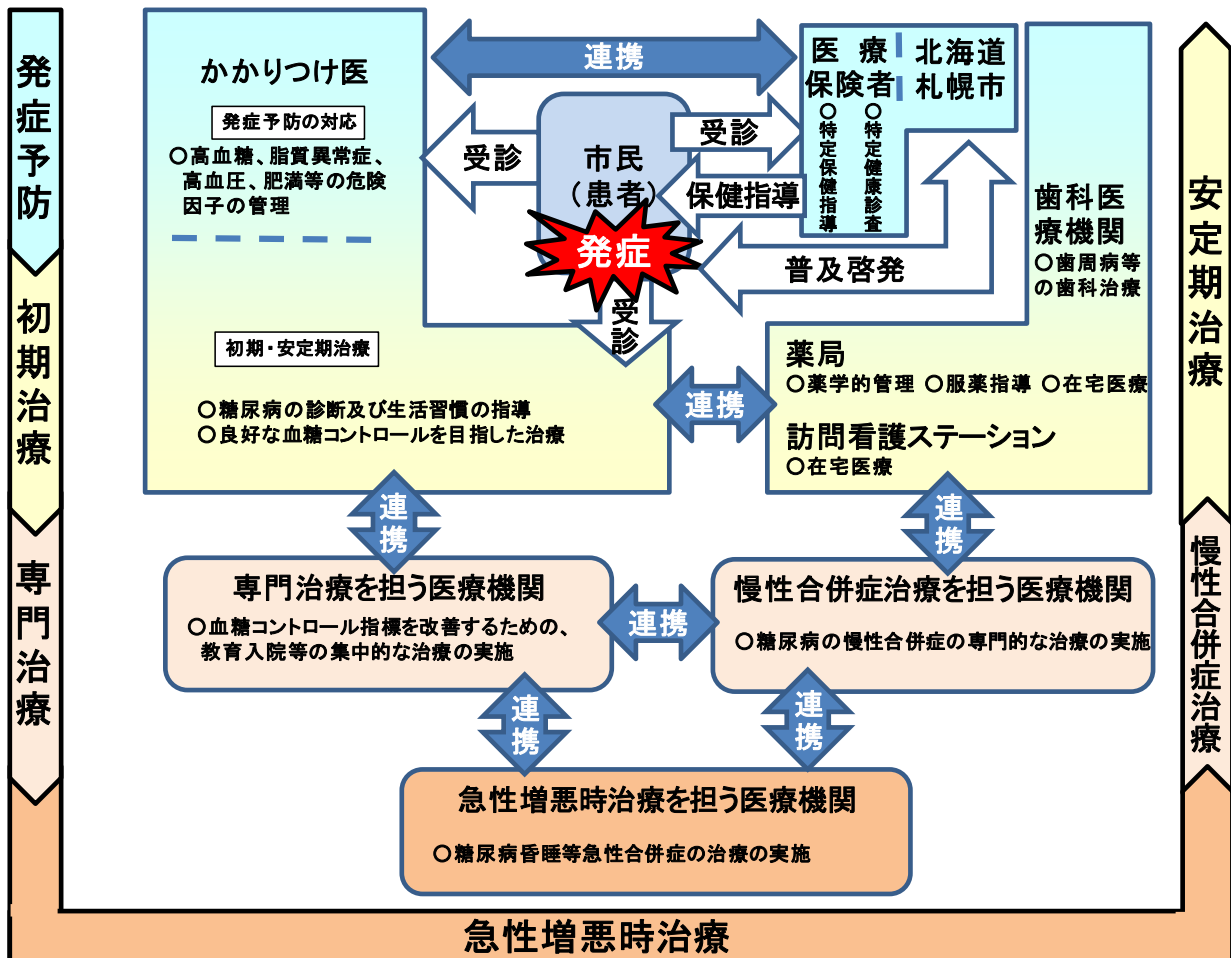 発症予防
初期治療
専門治療
かかりつけ医
発症予防の対応
○高血糖、脂質異常症、
高血圧、肥満等の危険
因子の管理
初期・安定期治療
○糖尿病の診断及び生活習慣の指導
○良好な血糖コントロールを目指した治療
連携
受診
市民
（患者）
発症
受診
受診
保健指導
普及啓発
医療
保険者
○特定健康診査
○特定保健指導
北海道
札幌市
歯科医
療機関
○歯周病等
の歯科治療
薬局
○薬学的管理 ○服薬指導 ○在宅医療
訪問看護ステーション
○在宅医療
連携
連携
連携
専門治療を担う医療機関
○血糖コントロール指標を改善するための、
教育入院等の集中的な治療の実施
連携
慢性合併症治療を担う医療機関
○糖尿病の慢性合併症の専門的な治療の実施
連携
連携
急性増悪時治療を担う医療機関
○糖尿病昏睡等急性合併症の治療の実施
安定期治療
慢性合併症治療
急性増悪時治療